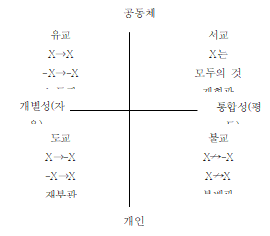 공동체
유교
서교
X→X
X는
-X→-X
모두의 것
개별성(자
통합성(평
도교
불교
X→-X
X↛-X
-X→X
X↛X
개인